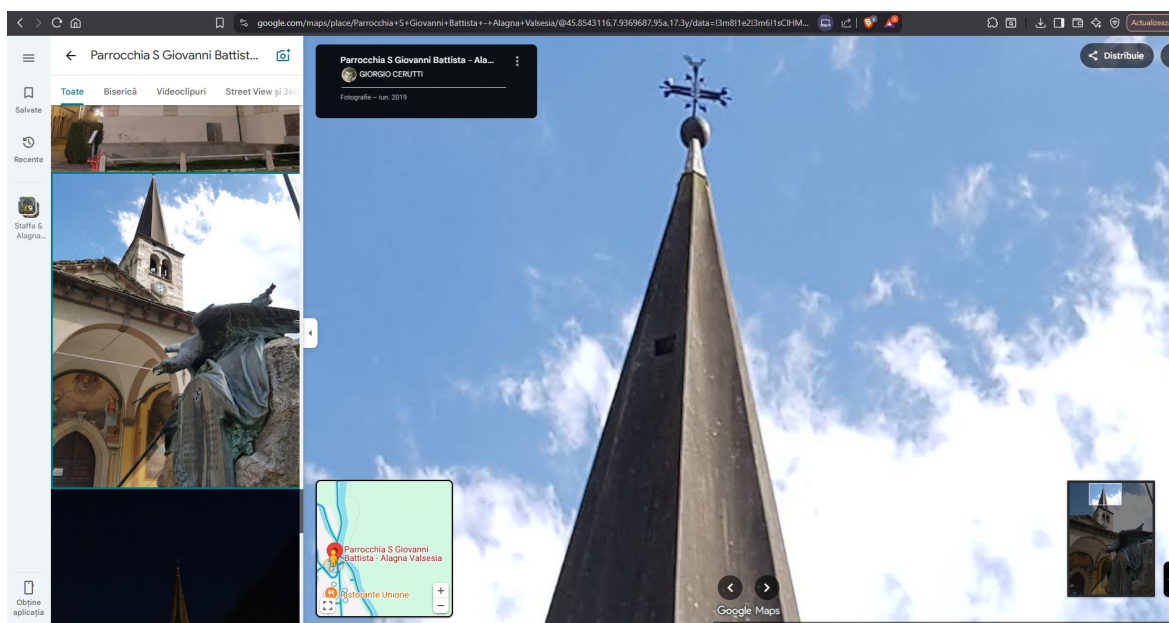 google.com/maps/place/Parrocchia+S+Giovanni+Battista+-+Alagna+Valsesia/@45.8543116,7.9369687,95a,17.3y/data=!3m8!1e2!3m6!1sCIHM...
Actualizeaz
Parrocchia S Giovanni Battist...
Toate Biserică Videoclipuri Street View și 360°
Salvate
Recente
Staffa &
Alagna...
Obține
aplicația
Parrocchia S Giovanni Battista - Ala...
GIORGIO CERUTTI
Fotografie – iun. 2019
Distribuie
Parrocchia S Giovanni
Battista - Alagna Valsesia
Ristorante Unione
Google Maps